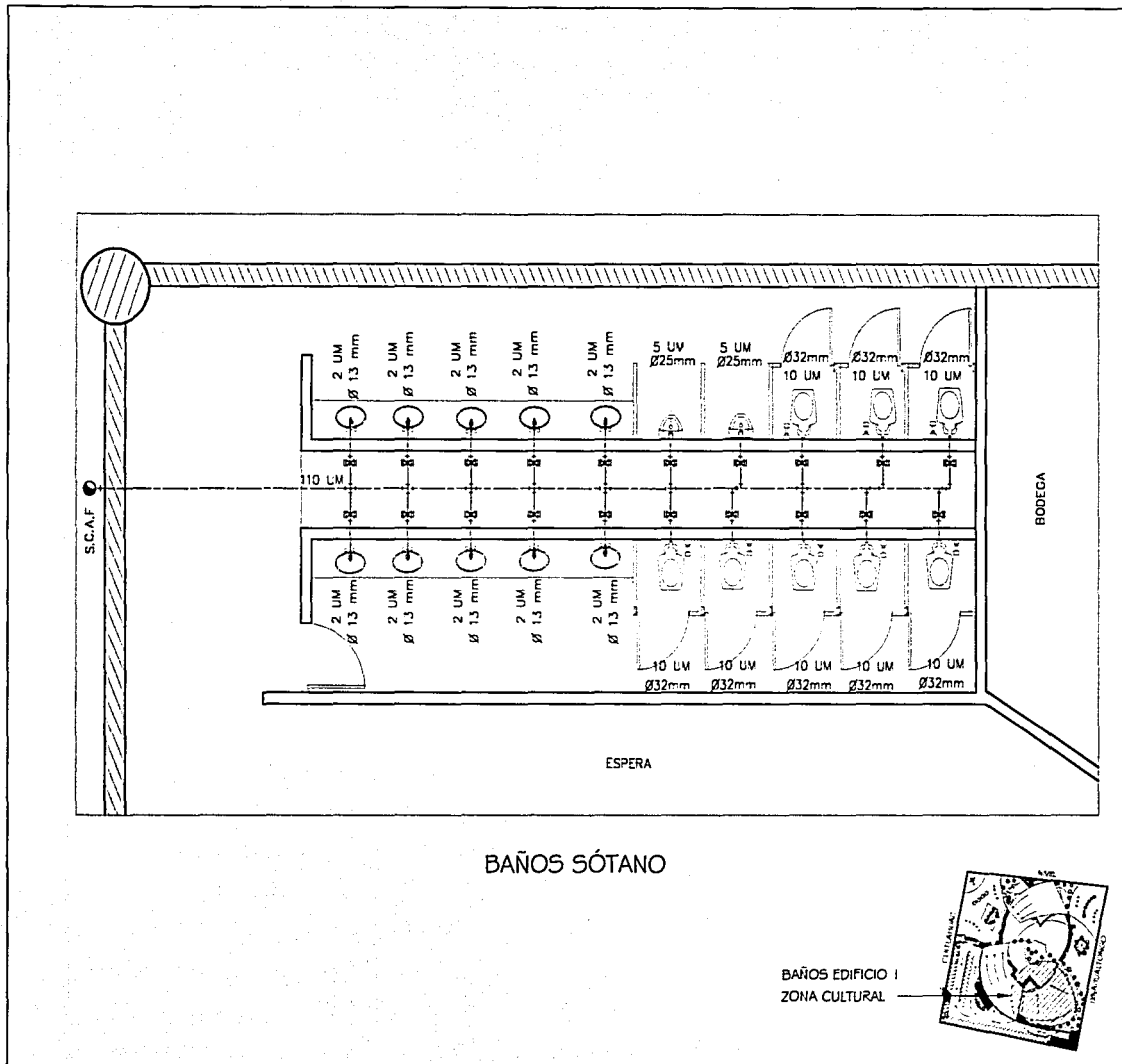 2 UM
Ø 13 mm
2 UM
Ø 13 mm
2 UM
Ø 13 mm
2 UM
Ø 13 mm
2 UM
Ø 13 mm
5 UV
Ø25mm
5 UM
Ø25mm
Ø32mm
10 UM
Ø32mm
10 UM
Ø32mm
10 UM
110 UM
S.C.A.F
BODEGA
2 UM
Ø 13 mm
2 UM
Ø 13 mm
2 UM
Ø 13 mm
2 UM
Ø 13 mm
2 UM
Ø 13 mm
10 UM
Ø32mm
10 UM
Ø32mm
10 UM
Ø32mm
10 UM
Ø32mm
10 UM
Ø32mm
ESPERA
BAÑOS SÓTANO
BAÑOS EDIFICIO I
ZONA CULTURAL